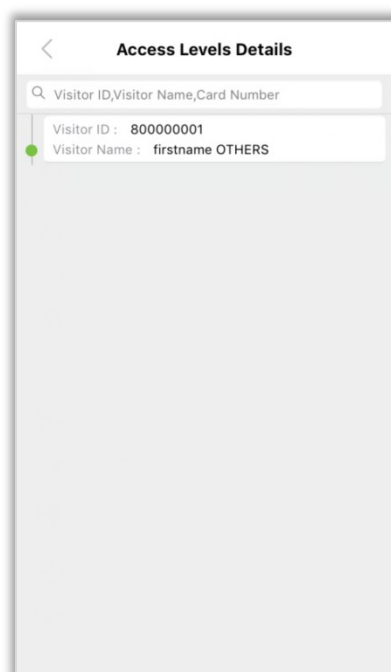 Access Levels Details
Visitor ID,Visitor Name,Card Number
Visitor ID : 800000001
Visitor Name : firstname OTHERS